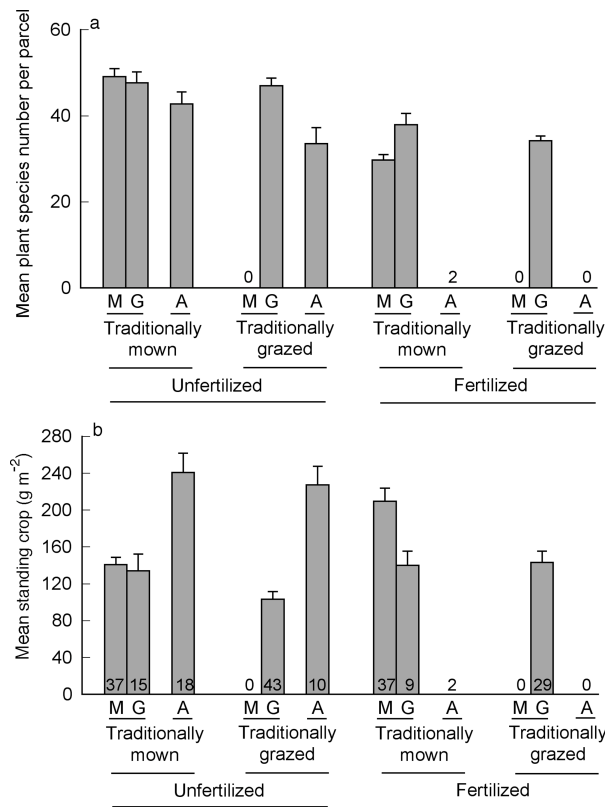 a
Mean plant species number per parcel
60
40
20
0
0 2 0 0
M G A M G A M G A M G A
Traditionally mown Traditionally grazed Traditionally mown Traditionally grazed
Unfertilized Fertilized
b
Mean standing crop (g m⁻²)
280
240
200
160
120
80
40
0
37 15 18 0 43 10 37 9 2 0 29 0
M G A M G A M G A M G A
Traditionally mown Traditionally grazed Traditionally mown Traditionally grazed
Unfertilized Fertilized